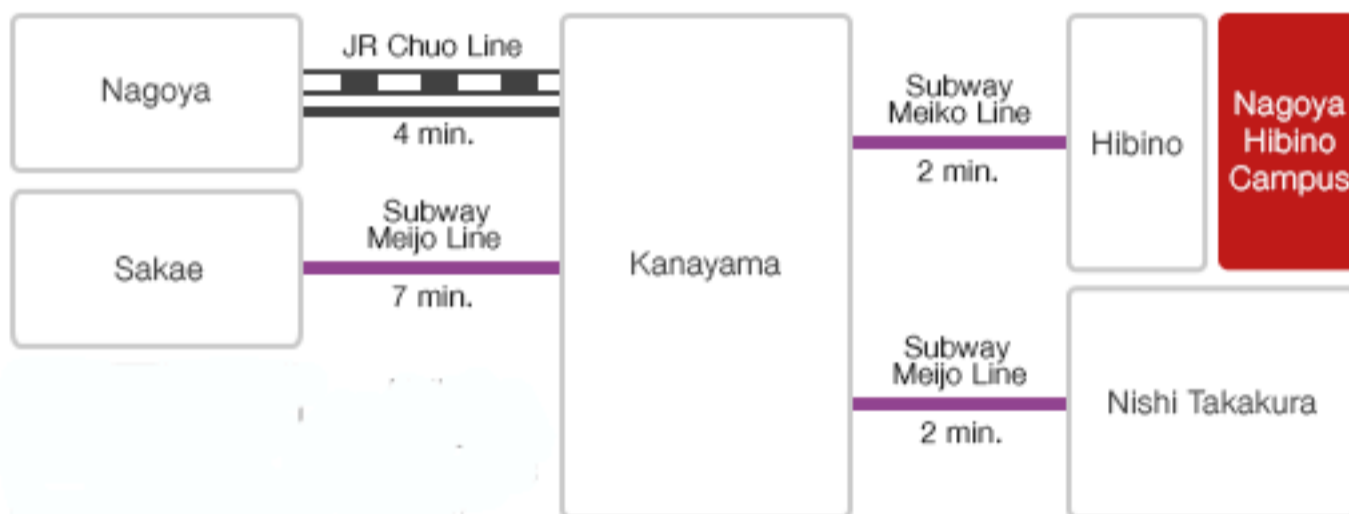 Nagoya
JR Chuo Line
4 min.
Sakae
Subway
Meijo Line
7 min.
Kanayama
Subway
Meiko Line
2 min.
Hibino
Nagoya
Hibino
Campus
Subway
Meijo Line
2 min.
Nishi Takakura